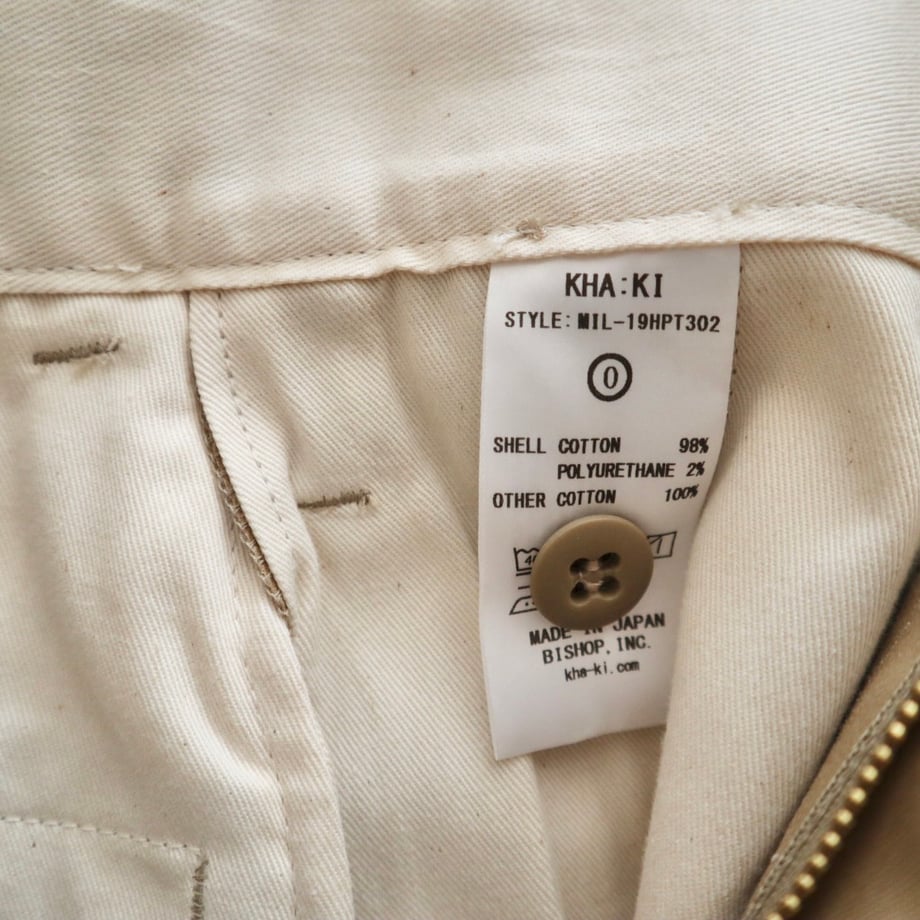 KHA:KI
STYLE: MIL-19HPT302
0
SHELL COTTON 98%
POLYURETHANE 2%
OTHER COTTON 100%
40
MADE IN JAPAN
BISHOP, INC.
kha-ki.com